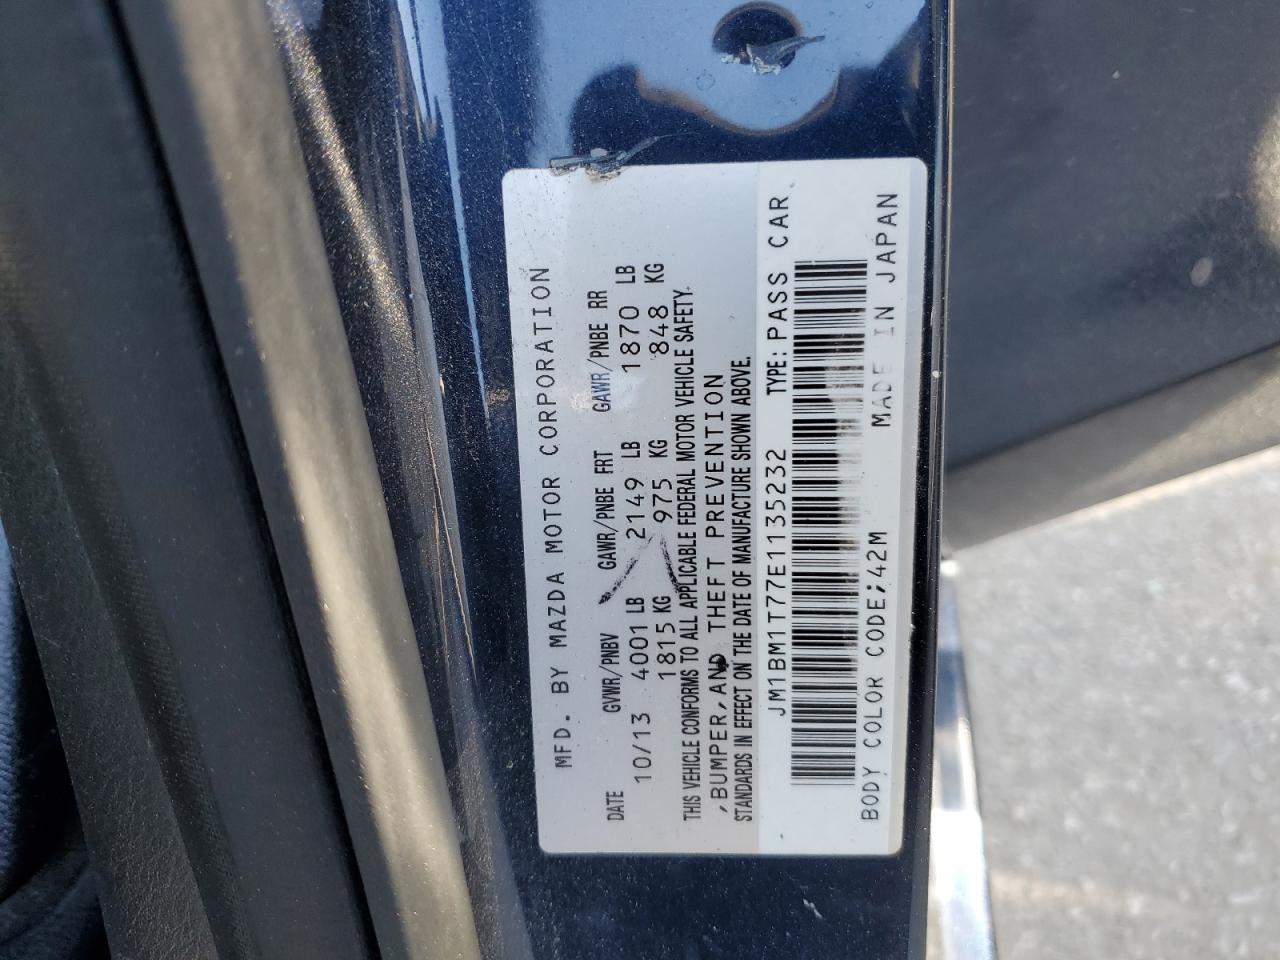 MFD. BY MAZDA MOTOR CORPORATION
DATE GVWR/PNBV GAWR/PNBE FRT GAWR/PNBE RR
10/13 4001 LB 2149 LB 1870 LB
1815 KG 975 KG 848 KG
THIS VEHICLE CONFORMS TO ALL APPLICABLE FEDERAL MOTOR VEHICLE SAFETY
,BUMPER,AND THEFT PREVENTION
STANDARDS IN EFFECT ON THE DATE OF MANUFACTURE SHOWN ABOVE.
JM1BM1T77E1135232 TYPE: PASS CAR
BODY COLOR CODE;42M MADE IN JAPAN